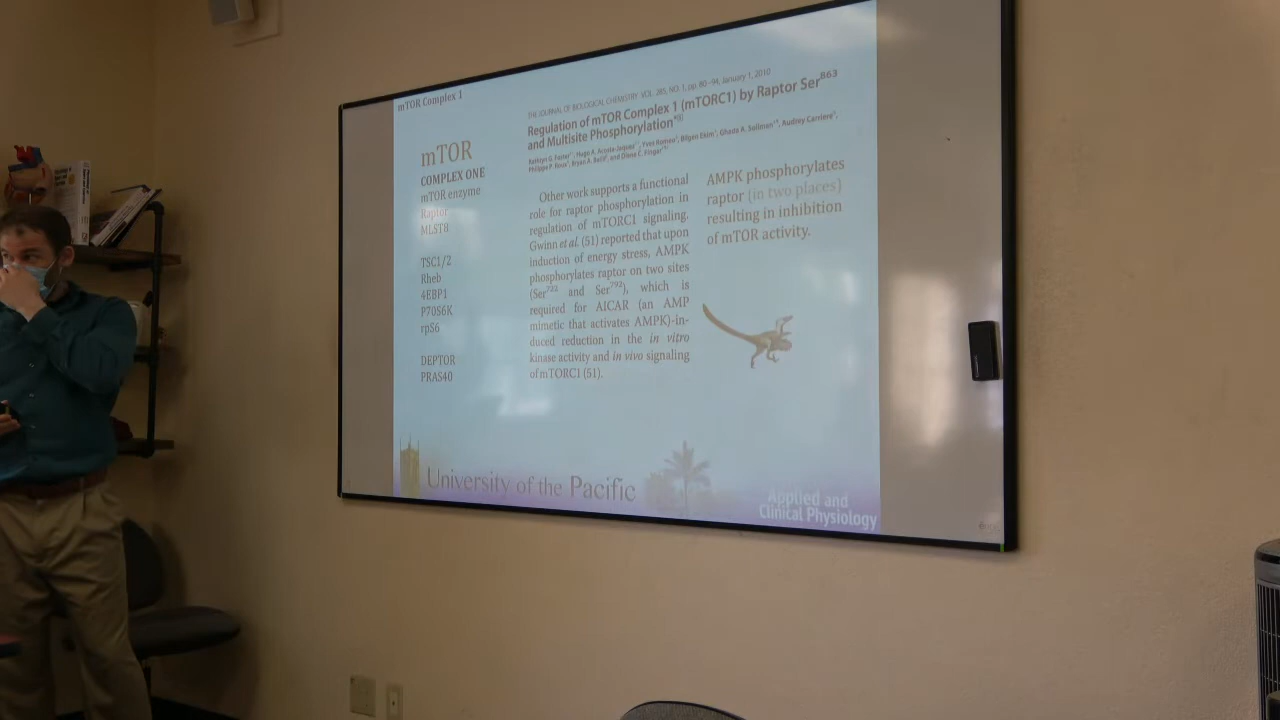 mTOR Complex 1
THE JOURNAL OF BIOLOGICAL CHEMISTRY VOL. 285, NO. 1, pp. 80–94, January 1, 2010
Regulation of mTOR Complex 1 (mTORC1) by Raptor Ser863
and Multisite Phosphorylation
mTOR
COMPLEX ONE
mTOR enzyme
Raptor
MLST8
TSC1/2
Rheb
4EBP1
P70S6K
rpS6
DEPTOR
PRAS40
Other work supports a functional
role for raptor phosphorylation in
regulation of mTORC1 signaling.
Gwinn et al. (51) reported that upon
induction of energy stress, AMPK
phosphorylates raptor on two sites
(Ser722 and Ser792), which is
required for AICAR (an AMP
mimetic that activates AMPK)-in-
duced reduction in the in vitro
kinase activity and in vivo signaling
of mTORC1 (51).
AMPK phosphorylates
raptor (in two places)
resulting in inhibition
of mTOR activity.
University of the Pacific
Applied and
Clinical Physiology